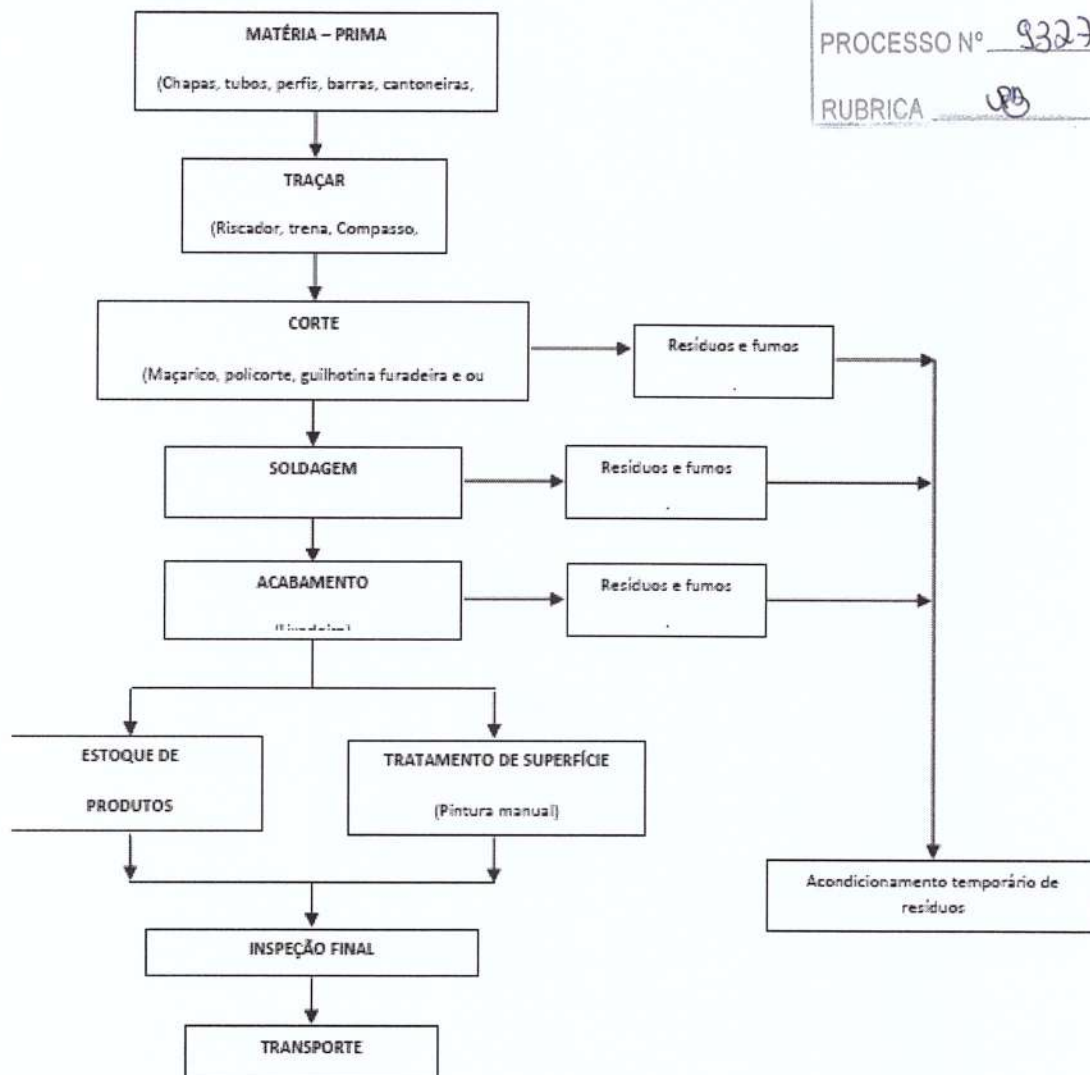 PROCESSO Nº 9327
RUBRICA
MATÉRIA – PRIMA
(Chapas, tubos, perfis, barras, cantoneiras,
TRAÇAR
(Riscador, trena, Compasso,
CORTE
(Maçarico, policorte, guilhotina furadeira e ou
Resíduos e fumos
.
SOLDAGEM
Resíduos e fumos
.
ACABAMENTO
Resíduos e fumos
.
ESTOQUE DE
PRODUTOS
TRATAMENTO DE SUPERFÍCIE
(Pintura manual)
Acondicionamento temporário de
resíduos
INSPEÇÃO FINAL
TRANSPORTE